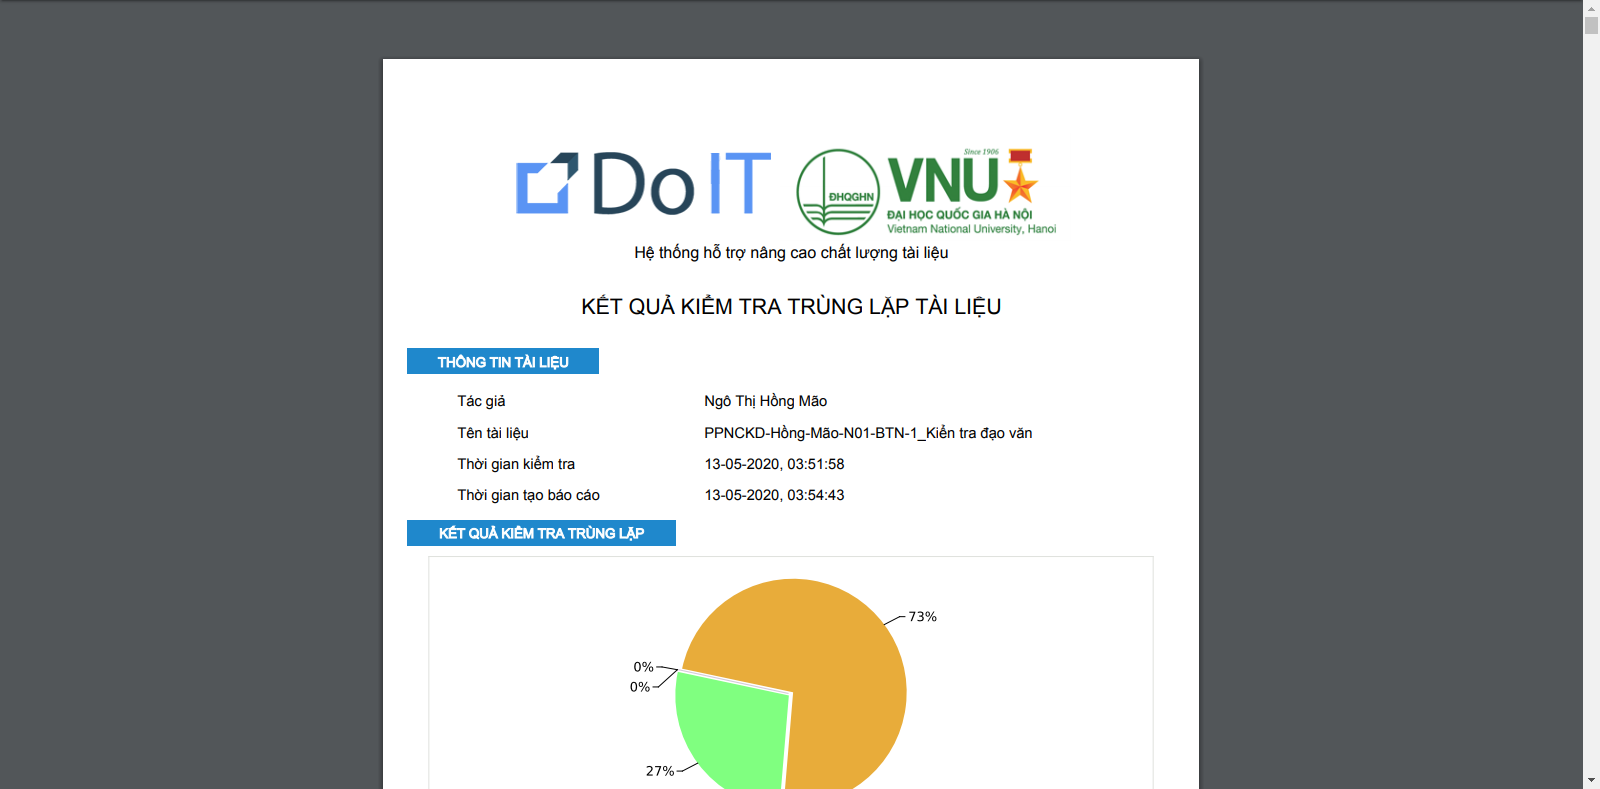 DoIT
Since 1906
ĐHQGHN
VNU
ĐẠI HỌC QUỐC GIA HÀ NỘI
Vietnam National University, Hanoi
Hệ thống hỗ trợ nâng cao chất lượng tài liệu
KẾT QUẢ KIỂM TRA TRÙNG LẶP TÀI LIỆU
THÔNG TIN TÀI LIỆU
Tác giả Ngô Thị Hồng Mão
Tên tài liệu PPNCKD-Hồng-Mão-N01-BTN-1_Kiển tra đạo văn
Thời gian kiểm tra 13-05-2020, 03:51:58
Thời gian tạo báo cáo 13-05-2020, 03:54:43
KẾT QUẢ KIỂM TRA TRÙNG LẶP
73%
0%
0%
27%